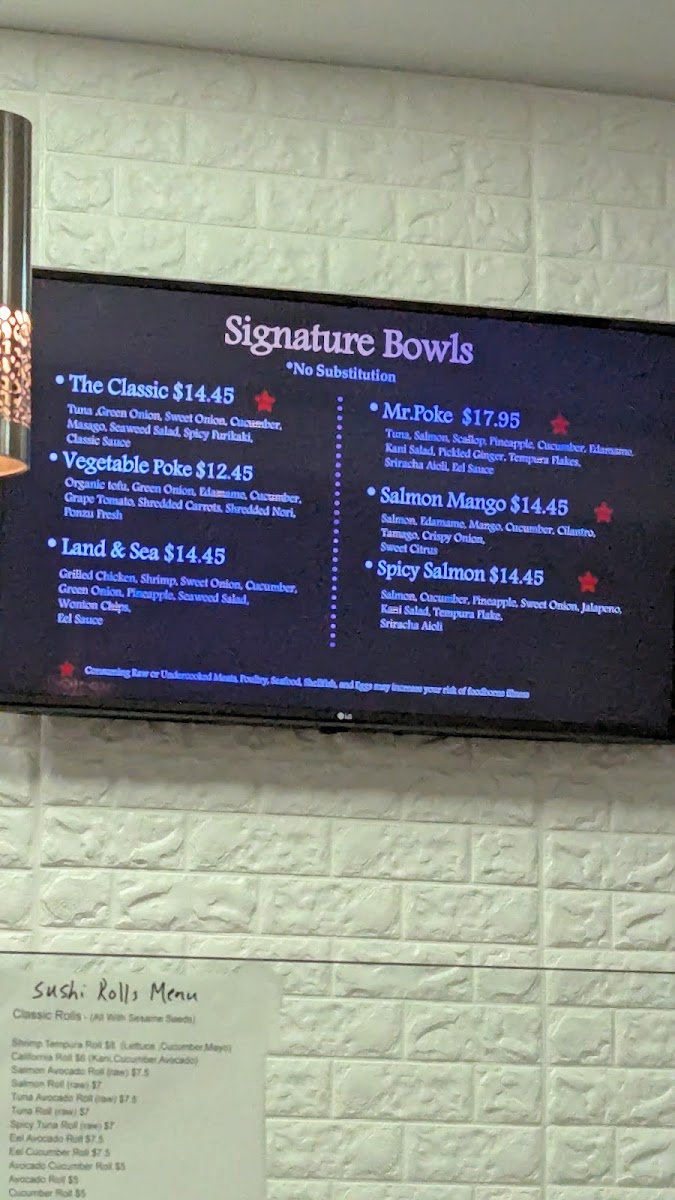 Signature Bowls
*No Substitution
• The Classic $14.45
Tuna ,Green Onion, Sweet Onion, Cucumber,
Masago, Seaweed Salad, Spicy Furikaki,
Classic Sauce
• Vegetable Poke $12.45
Organic tofu, Green Onion, Edamame, Cucumber,
Grape Tomato, Shredded Carrots, Shredded Nori,
Ponzu Fresh
• Land & Sea $14.45
Grilled Chicken, Shrimp, Sweet Onion, Cucumber,
Green Onion, Pineapple, Seaweed Salad,
Wonton Chips,
Eel Sauce
• Mr.Poke $17.95
Tuna, Salmon, Scallop, Pineapple, Cucumber, Edamame,
Kani Salad, Pickled Ginger, Tempura Flakes,
Sriracha Aioli, Eel Sauce
• Salmon Mango $14.45
Salmon, Edamame, Mango, Cucumber, Cilantro,
Tamago, Crispy Onion,
Sweet Citrus
• Spicy Salmon $14.45
Salmon, Cucumber, Pineapple, Sweet Onion, Jalapeno,
Kani Salad, Tempura Flake,
Sriracha Aioli
Consuming Raw or Undercooked Meats, Poultry, Seafood, Shellfish, and Eggs may increase your risk of foodborne illness
LG
Sushi Rolls Menu
Classic Rolls - (All With Sesame Seeds)
Shrimp Tempura Roll $8 (Lettuce ,Cucumber,Mayo)
California Roll $6 (Kani,Cucumber,Avocado)
Salmon Avocado Roll (raw) $7.5
Salmon Roll (raw) $7
Tuna Avocado Roll (raw) $7.5
Tuna Roll (raw) $7
Spicy Tuna Roll (raw) $7
Eel Avocado Roll $7.5
Eel Cucumber Roll $7.5
Avocado Cucumber Roll $5
Avocado Roll $5
Cucumber Roll $5